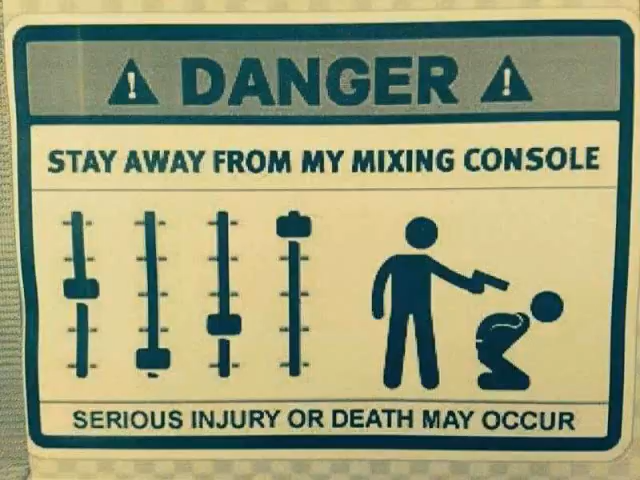 DANGER
STAY AWAY FROM MY MIXING CONSOLE
SERIOUS INJURY OR DEATH MAY OCCUR